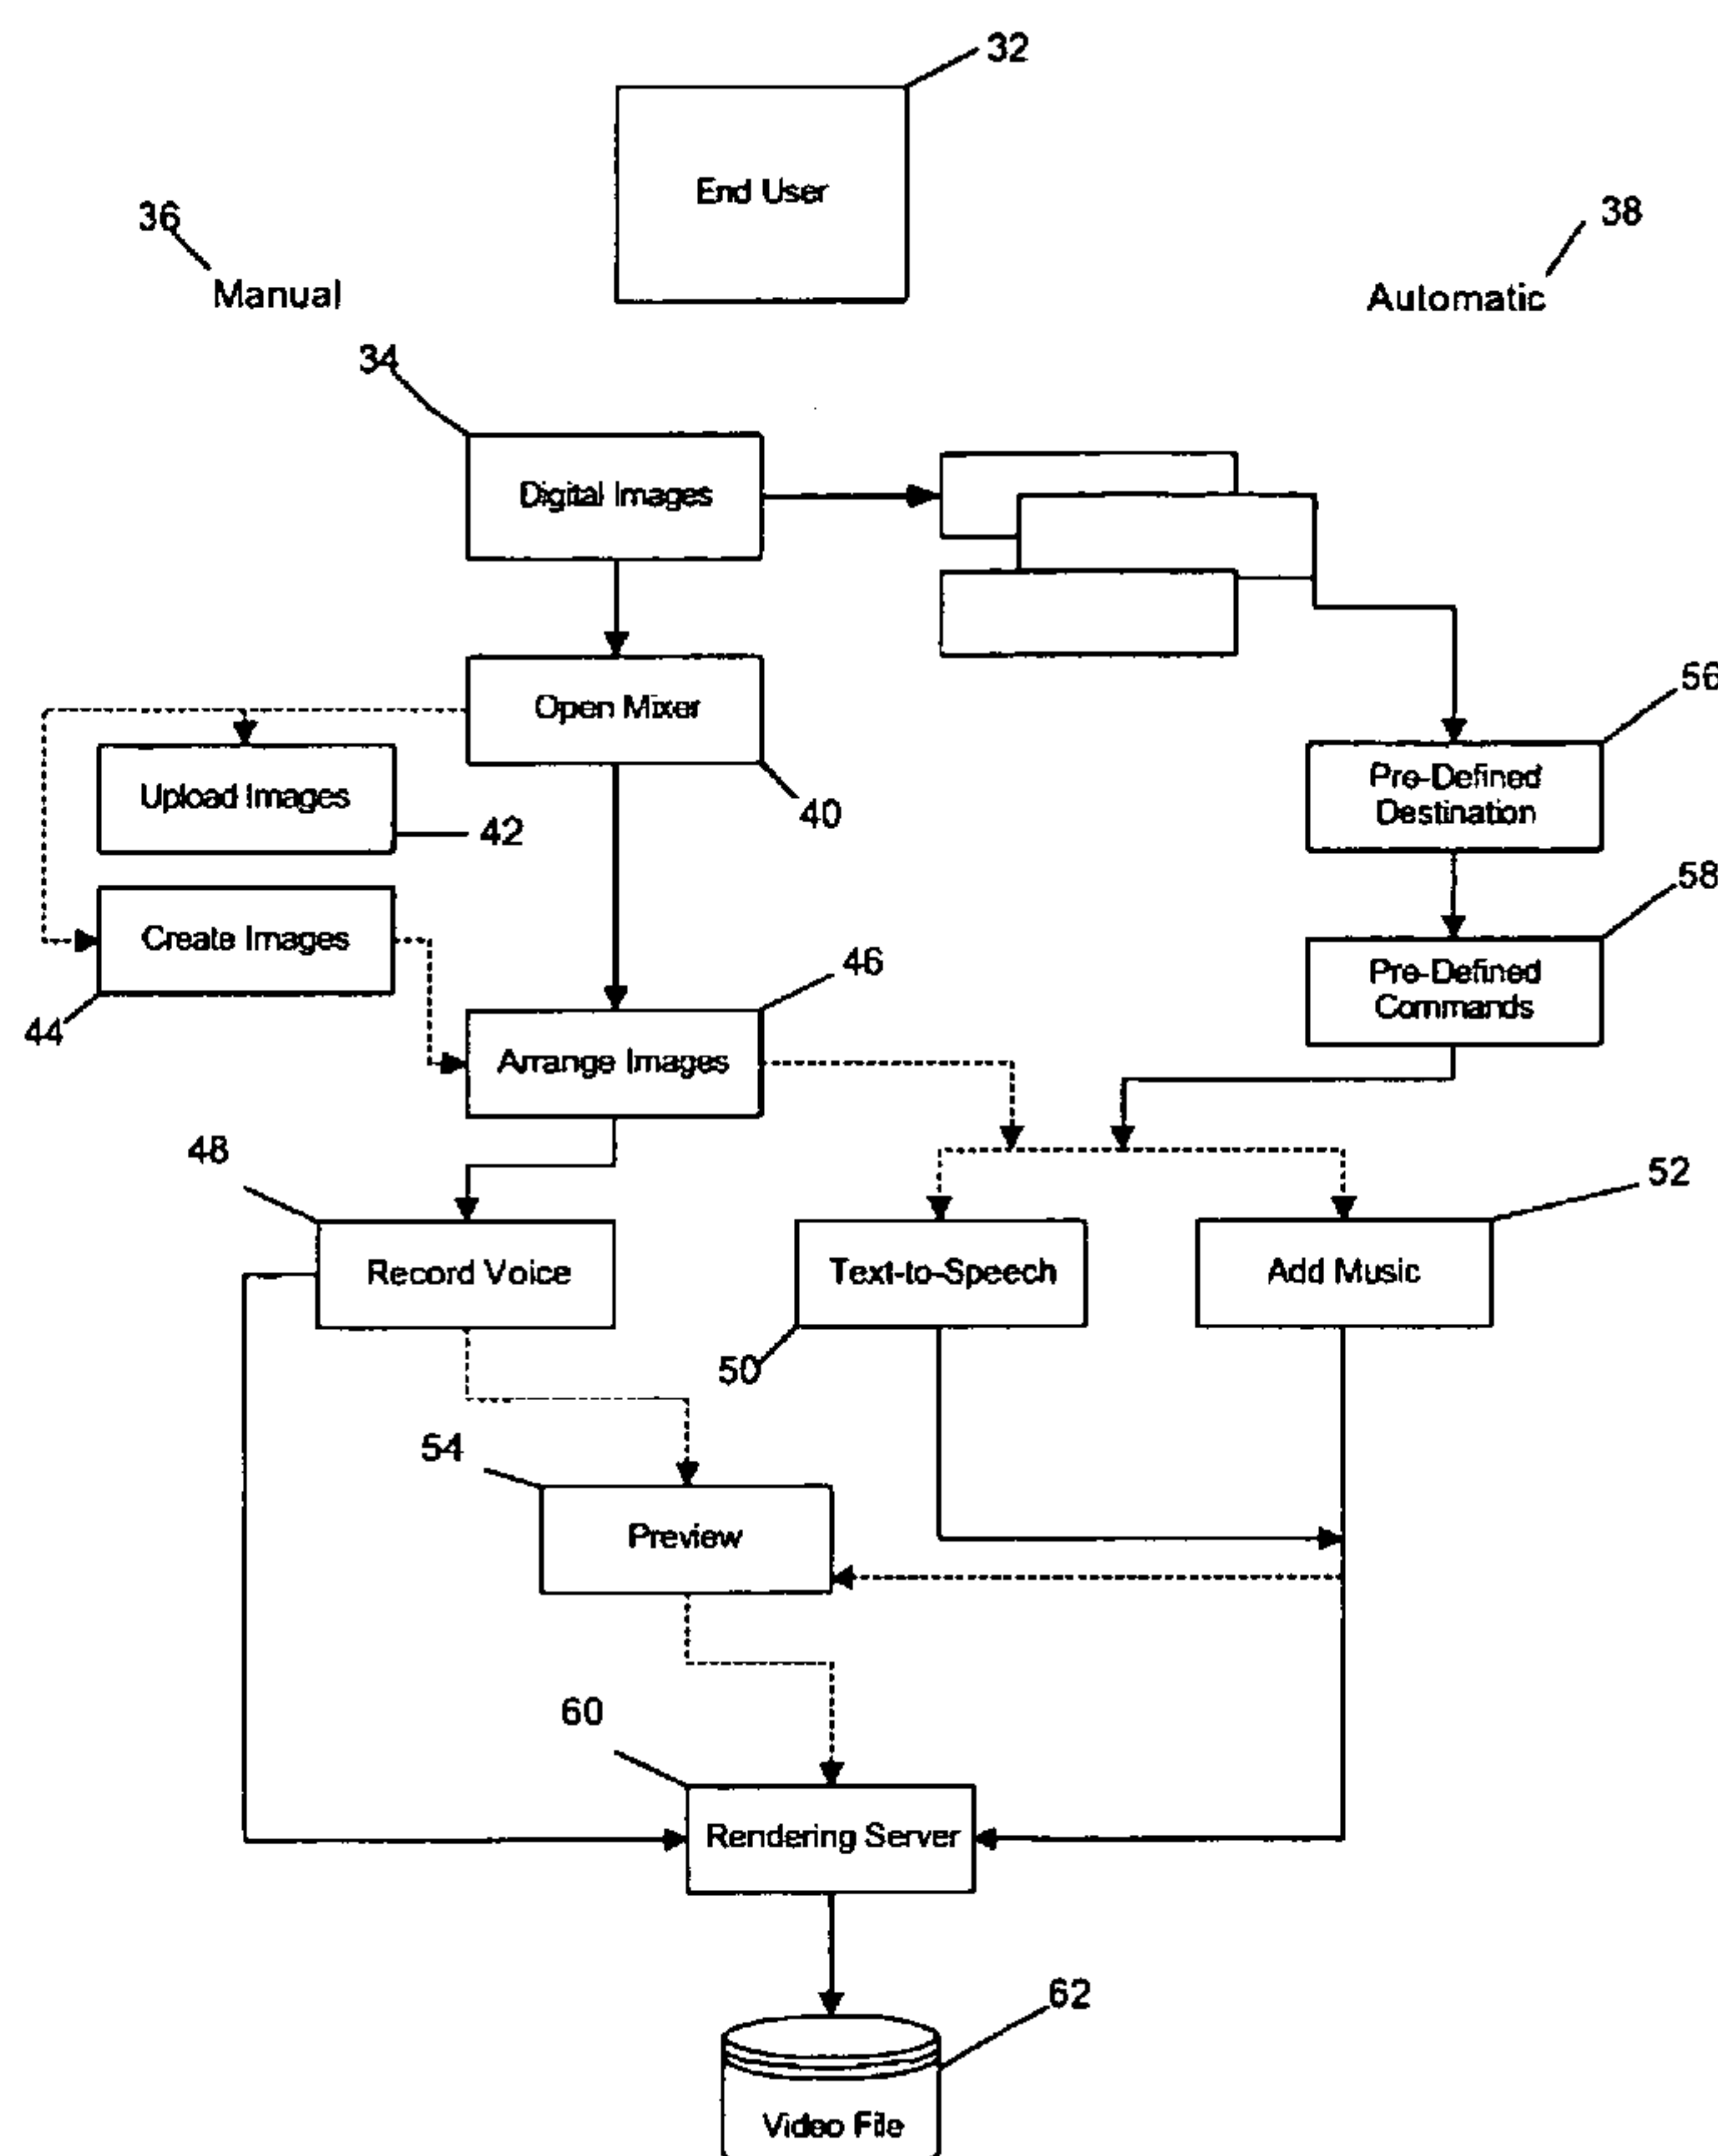 32
End User
36
Manual
38
Automatic
34
Digital Images
Open Mixer
40
Upload Images
42
56
Pre-Defined
Destination
Create Images
44
58
Pre-Defined
Commands
46
Arrange Images
48
Record Voice
Text-to-Speech
50
52
Add Music
54
Preview
60
Rendering Server
62
Video File